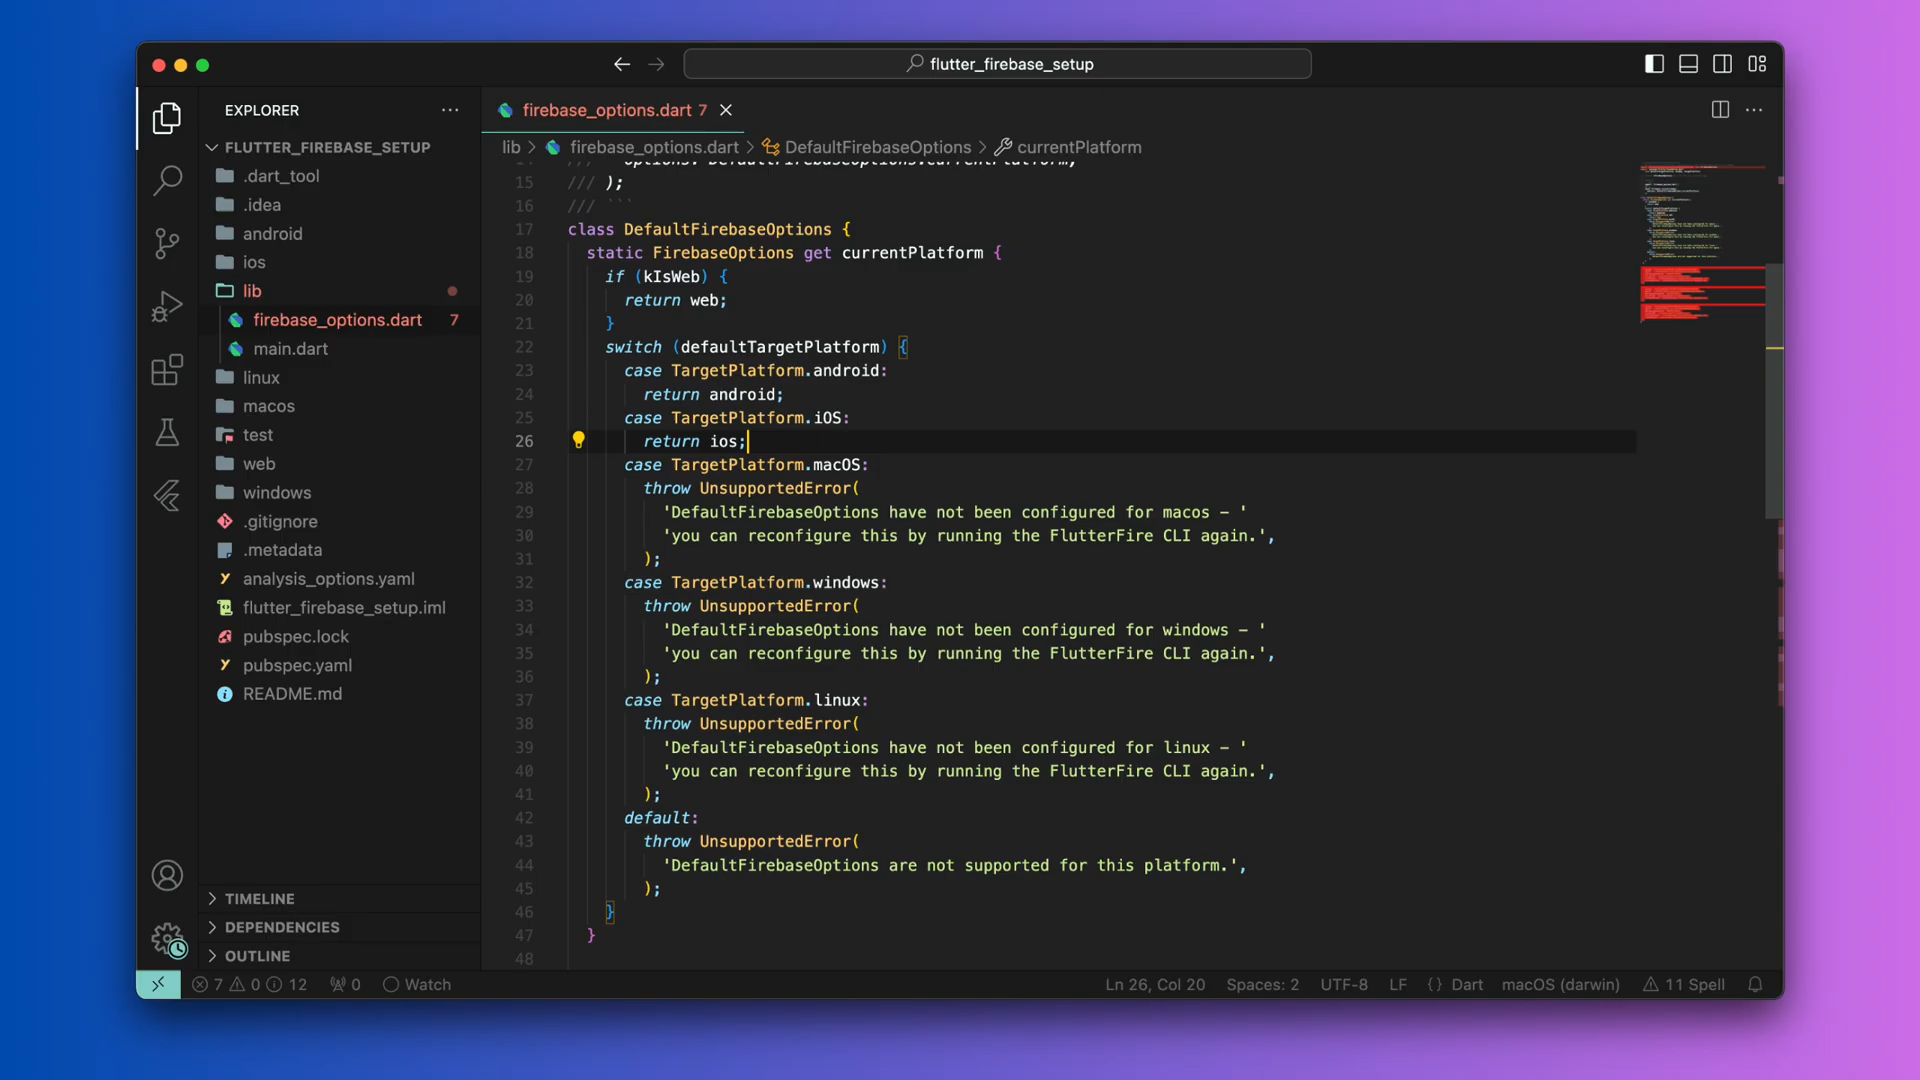 flutter_firebase_setup
EXPLORER
FLUTTER_FIREBASE_SETUP
.dart_tool
.idea
android
ios
lib
firebase_options.dart 7
main.dart
linux
macos
test
web
windows
.gitignore
.metadata
analysis_options.yaml
flutter_firebase_setup.iml
pubspec.lock
pubspec.yaml
README.md
TIMELINE
DEPENDENCIES
OUTLINE
firebase_options.dart 7
lib > firebase_options.dart > DefaultFirebaseOptions > currentPlatform
14 /// options: DefaultFirebaseOptions.currentPlatform,
15 /// );
16 /// ```
17 class DefaultFirebaseOptions {
18 static FirebaseOptions get currentPlatform {
19 if (kIsWeb) {
20 return web;
21 }
22 switch (defaultTargetPlatform) {
23 case TargetPlatform.android:
24 return android;
25 case TargetPlatform.iOS:
26 return ios;
27 case TargetPlatform.macOS:
28 throw UnsupportedError(
29 'DefaultFirebaseOptions have not been configured for macos - '
30 'you can reconfigure this by running the FlutterFire CLI again.',
31 );
32 case TargetPlatform.windows:
33 throw UnsupportedError(
34 'DefaultFirebaseOptions have not been configured for windows - '
35 'you can reconfigure this by running the FlutterFire CLI again.',
36 );
37 case TargetPlatform.linux:
38 throw UnsupportedError(
39 'DefaultFirebaseOptions have not been configured for linux - '
40 'you can reconfigure this by running the FlutterFire CLI again.',
41 );
42 default:
43 throw UnsupportedError(
44 'DefaultFirebaseOptions are not supported for this platform.',
45 );
46 }
47 }
48
7 0 12 0 Watch Ln 26, Col 20 Spaces: 2 UTF-8 LF {} Dart macOS (darwin) 11 Spell